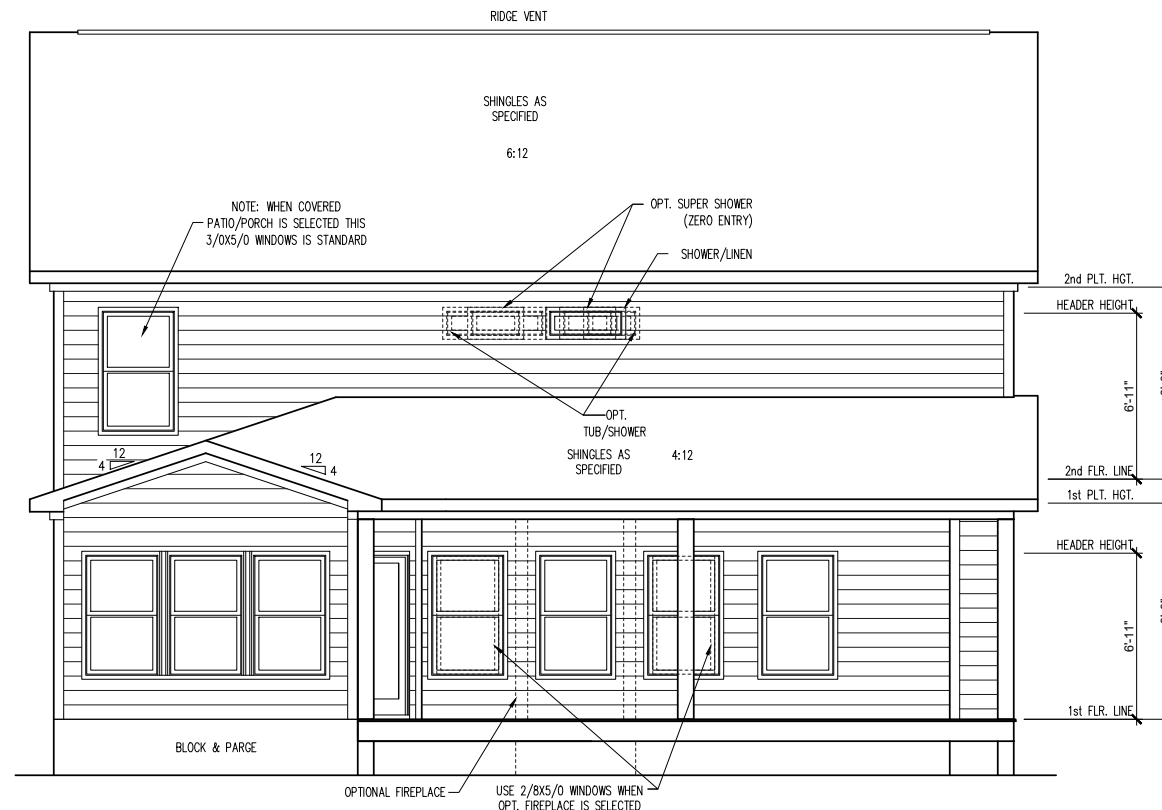 RIDGE VENT
SHINGLES AS
SPECIFIED
6:12
NOTE: WHEN COVERED
PATIO/PORCH IS SELECTED THIS
3/0X5/0 WINDOWS IS STANDARD
OPT. SUPER SHOWER
(ZERO ENTRY)
SHOWER/LINEN
2nd PLT. HGT.
HEADER HEIGHT
6'-11"
OPT.
TUB/SHOWER
SHINGLES AS
SPECIFIED
4:12
12
4
12
4
2nd FLR. LINE
1st PLT. HGT.
HEADER HEIGHT
6'-11"
1st FLR. LINE
BLOCK & PARGE
OPTIONAL FIREPLACE
USE 2/8X5/0 WINDOWS WHEN
OPT. FIREPLACE IS SELECTED